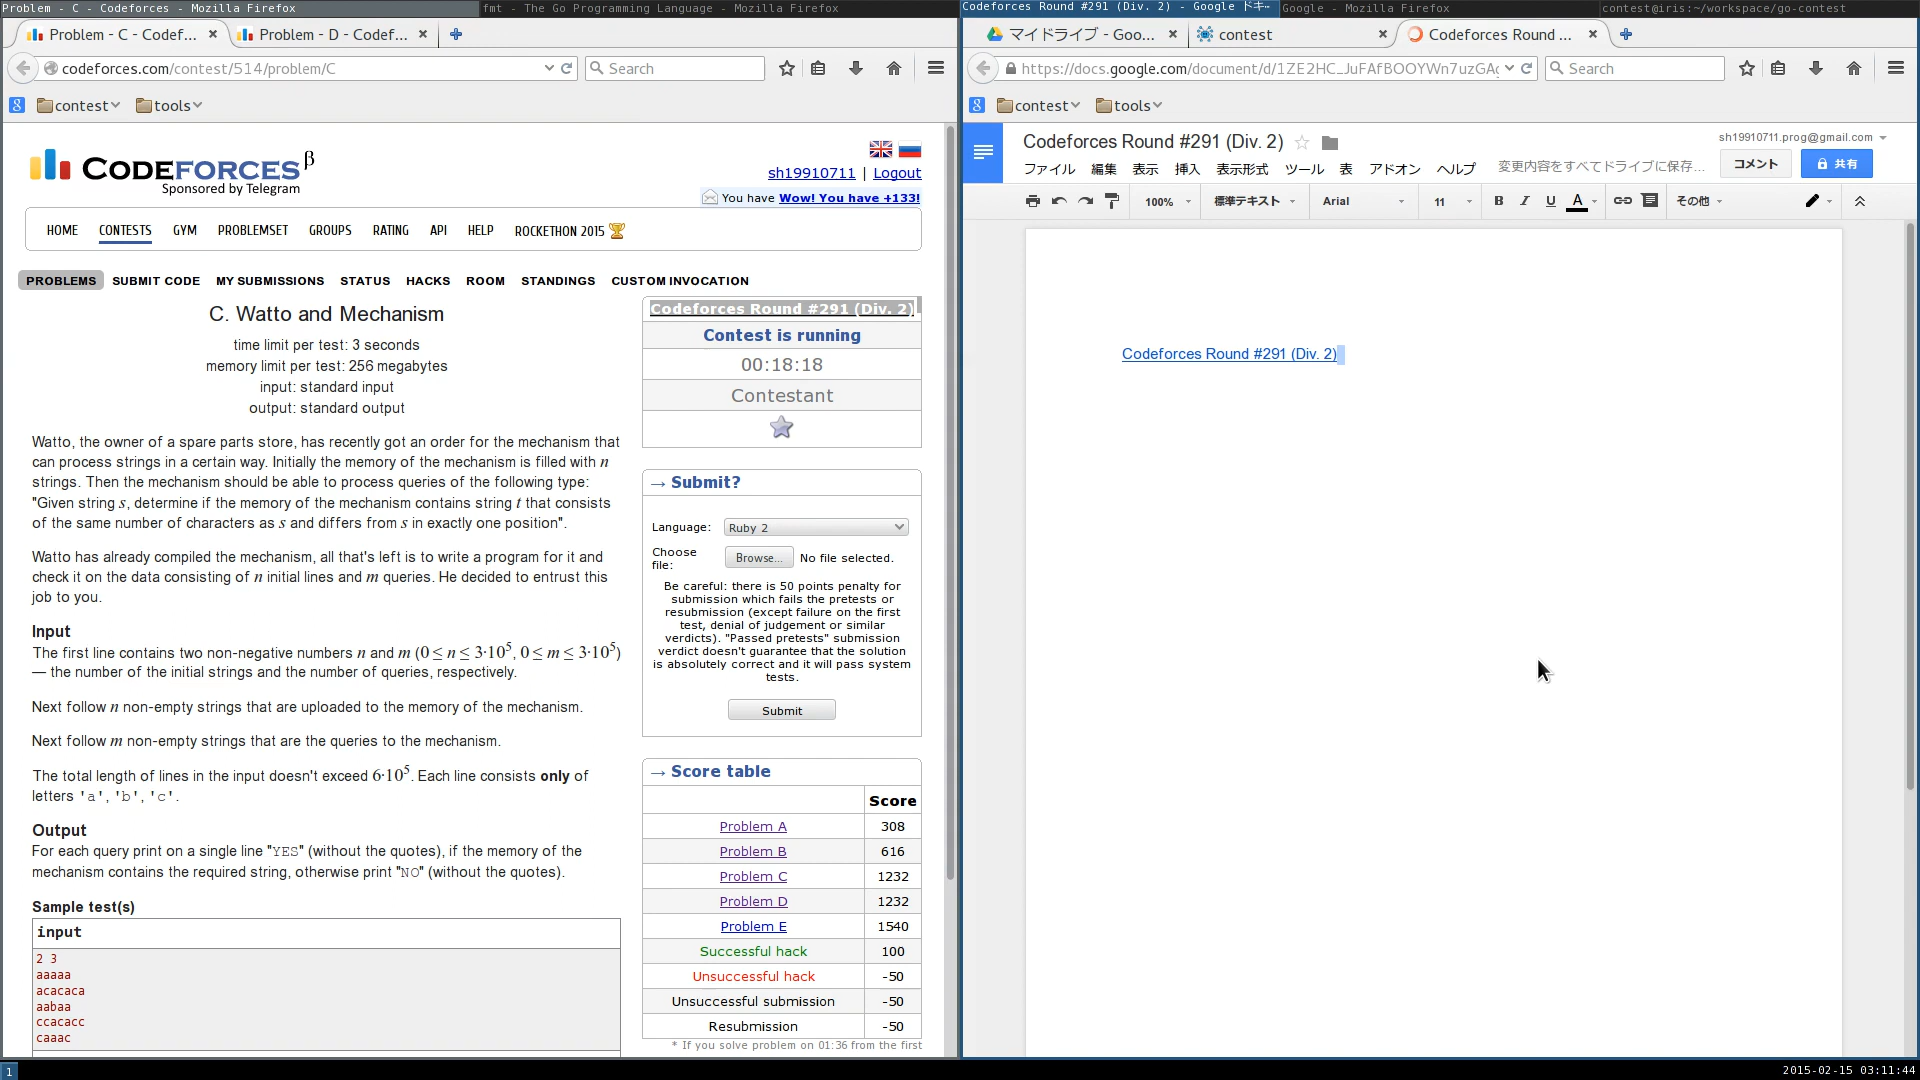 Problem - C - Codeforces - Mozilla Firefox
fmt - The Go Programming Language - Mozilla Firefox
Problem - C - Codef...
Problem - D - Codef...
codeforces.com/contest/514/problem/C
Search
contest
tools
CODEFORCES β
Sponsored by Telegram
sh19910711 | Logout
You have Wow! You have +133!
HOME CONTESTS GYM PROBLEMSET GROUPS RATING API HELP ROCKETHON 2015
PROBLEMS SUBMIT CODE MY SUBMISSIONS STATUS HACKS ROOM STANDINGS CUSTOM INVOCATION
C. Watto and Mechanism
time limit per test: 3 seconds
memory limit per test: 256 megabytes
input: standard input
output: standard output
Watto, the owner of a spare parts store, has recently got an order for the mechanism that
can process strings in a certain way. Initially the memory of the mechanism is filled with n
strings. Then the mechanism should be able to process queries of the following type:
"Given string s, determine if the memory of the mechanism contains string t that consists
of the same number of characters as s and differs from s in exactly one position".
Watto has already compiled the mechanism, all that's left is to write a program for it and
check it on the data consisting of n initial lines and m queries. He decided to entrust this
job to you.
Input
The first line contains two non-negative numbers n and m (0 ≤ n ≤ 3·10⁵, 0 ≤ m ≤ 3·10⁵)
— the number of the initial strings and the number of queries, respectively.
Next follow n non-empty strings that are uploaded to the memory of the mechanism.
Next follow m non-empty strings that are the queries to the mechanism.
The total length of lines in the input doesn't exceed 6·10⁵. Each line consists only of
letters 'a', 'b', 'c'.
Output
For each query print on a single line "YES" (without the quotes), if the memory of the
mechanism contains the required string, otherwise print "NO" (without the quotes).
Sample test(s)
input
2 3
aaaaa
acacaca
aabaa
ccacacc
caaac
Codeforces Round #291 (Div. 2)
Contest is running
00:18:18
Contestant
→ Submit?
Language: Ruby 2
Choose file: Browse... No file selected.
Be careful: there is 50 points penalty for
submission which fails the pretests or
resubmission (except failure on the first
test, denial of judgement or similar
verdicts). "Passed pretests" submission
verdict doesn't guarantee that the solution
is absolutely correct and it will pass system
tests.
Submit
→ Score table
Score
Problem A 308
Problem B 616
Problem C 1232
Problem D 1232
Problem E 1540
Successful hack 100
Unsuccessful hack -50
Unsuccessful submission -50
Resubmission -50
* If you solve problem on 01:36 from the first
Codeforces Round #291 (Div. 2) - Google ドキ…
Google - Mozilla Firefox
contest@iris:~/workspace/go-contest
マイドライブ - Goo...
contest
Codeforces Round ...
https://docs.google.com/document/d/1ZE2HC_JuFAfBOOYWn7uzGA
Search
contest
tools
Codeforces Round #291 (Div. 2)
sh19910711.prog@gmail.com
ファイル 編集 表示 挿入 表示形式 ツール 表 アドオン ヘルプ 変更内容をすべてドライブに保存...
コメント
共有
100% 標準テキスト Arial 11 B I U A その他
Codeforces Round #291 (Div. 2)
1
2015-02-15 03:11:44